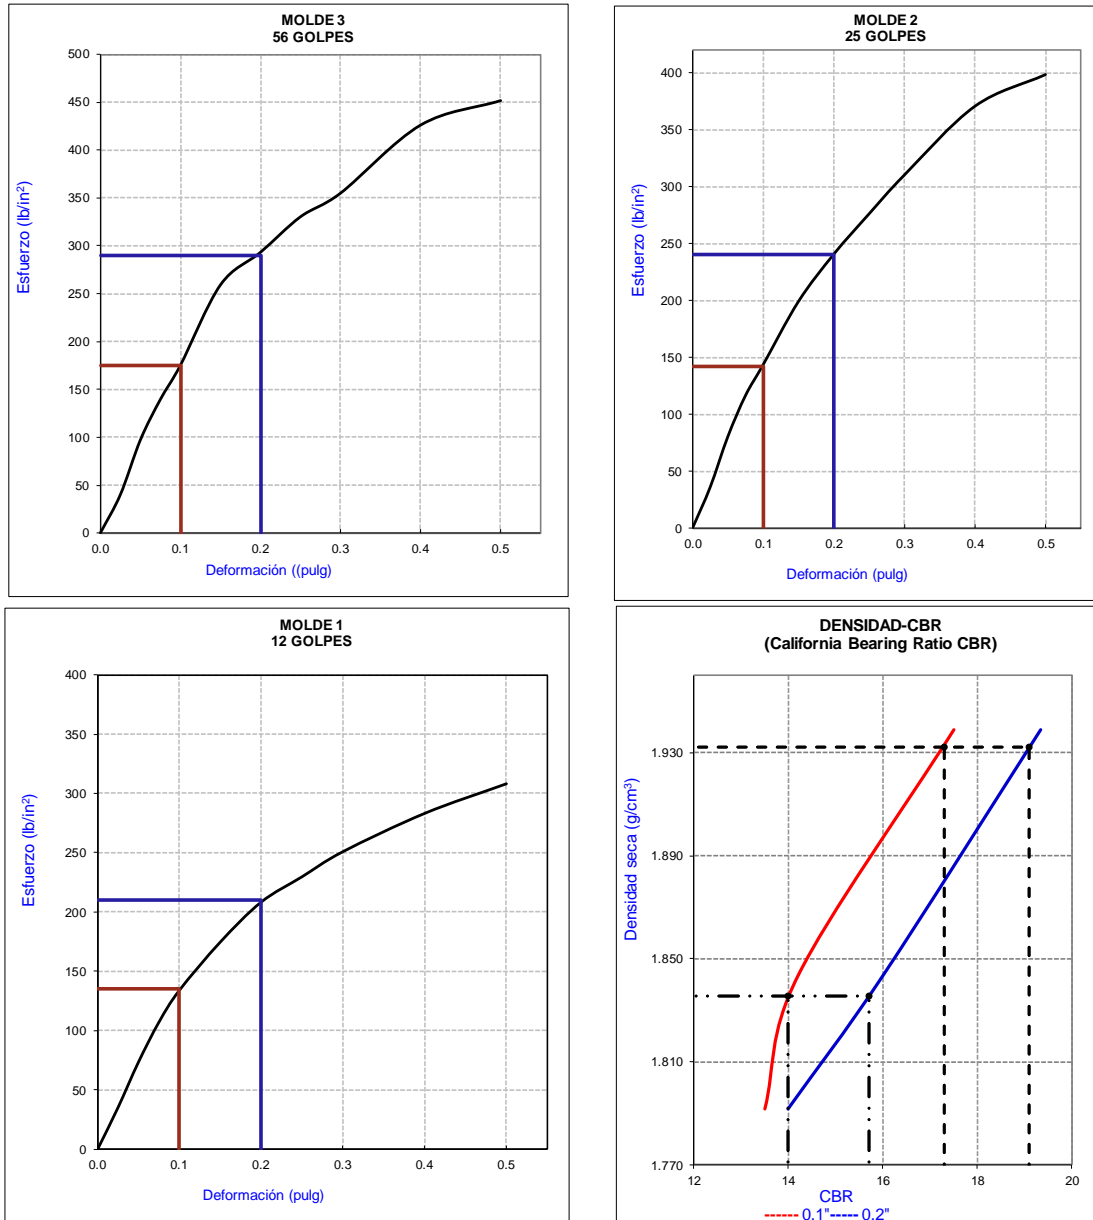 MOLDE 3
56 GOLPES
500
450
400
350
300
250
200
150
100
50
0
0.0 0.1 0.2 0.3 0.4 0.5
Esfuerzo (lb/in²)
Deformación ((pulg)
MOLDE 2
25 GOLPES
400
350
300
250
200
150
100
50
0
0.0 0.1 0.2 0.3 0.4 0.5
Esfuerzo (lb/in²)
Deformación (pulg)
MOLDE 1
12 GOLPES
400
350
300
250
200
150
100
50
0
0.0 0.1 0.2 0.3 0.4 0.5
Esfuerzo (lb/in²)
Deformación (pulg)
DENSIDAD-CBR
(California Bearing Ratio CBR)
1.930
1.890
1.850
1.810
1.770
12 14 16 18 20
Densidad seca (g/cm³)
CBR
0.1" 0.2"